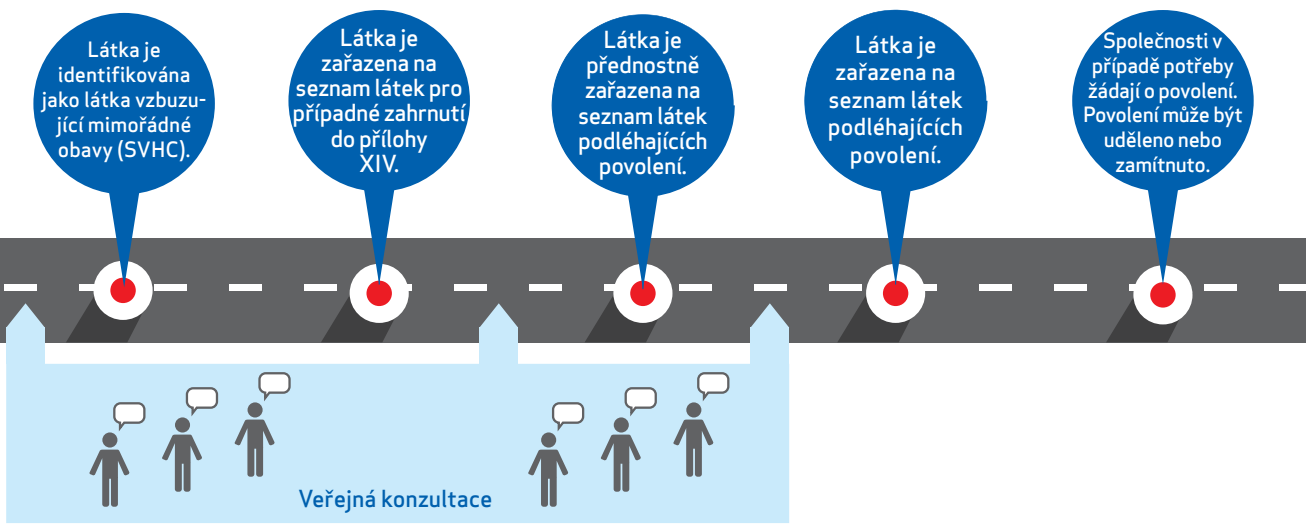 Látka je
identifikována
jako látka vzbuzu-
jící mimořádné
obavy (SVHC).
Látka je
zařazena na
seznam látek pro
případné zahrnutí
do přílohy
XIV.
Látka je
přednostně
zařazena na
seznam látek
podléhajících
povolení.
Látka je
zařazena na
seznam látek
podléhajících
povolení.
Společnosti v
případě potřeby
žádají o povolení.
Povolení může být
uděleno nebo
zamítnuto.
Veřejná konzultace